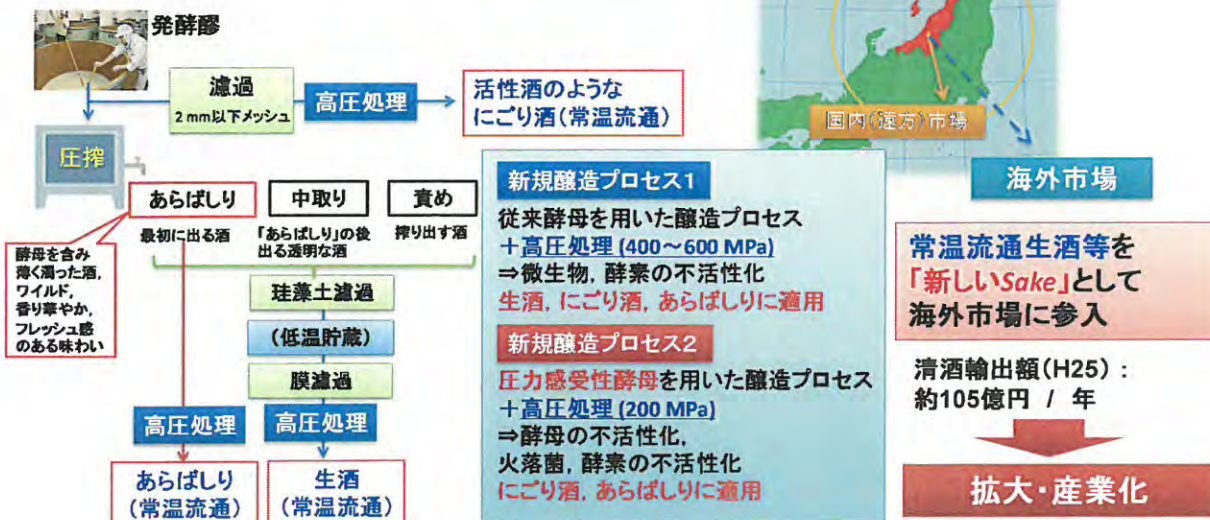 発酵醪
濾過
2 mm以下メッシュ
高圧処理
活性酒のような
にごり酒(常温流通)
圧搾
あらばしり
中取り
責め
最初に出る酒
「あらばしり」の後
出る透明な酒
搾り出す酒
酵母を含み
薄く濁った酒,
ワイルド,
香り華やか,
フレッシュ感
のある味わい
珪藻土濾過
(低温貯蔵)
膜濾過
高圧処理
高圧処理
あらばしり
(常温流通)
生酒
(常温流通)
新規醸造プロセス1
従来酵母を用いた醸造プロセス
+高圧処理 (400~600 MPa)
⇒微生物, 酵素の不活性化
生酒, にごり酒, あらばしりに適用
新規醸造プロセス2
圧力感受性酵母を用いた醸造プロセス
+高圧処理 (200 MPa)
⇒酵母の不活性化,
火落菌, 酵素の不活性化
にごり酒, あらばしりに適用
国内(遠方)市場
海外市場
常温流通生酒等を
「新しいSake」として
海外市場に参入
清酒輸出額(H25) :
約105億円 / 年
拡大・産業化